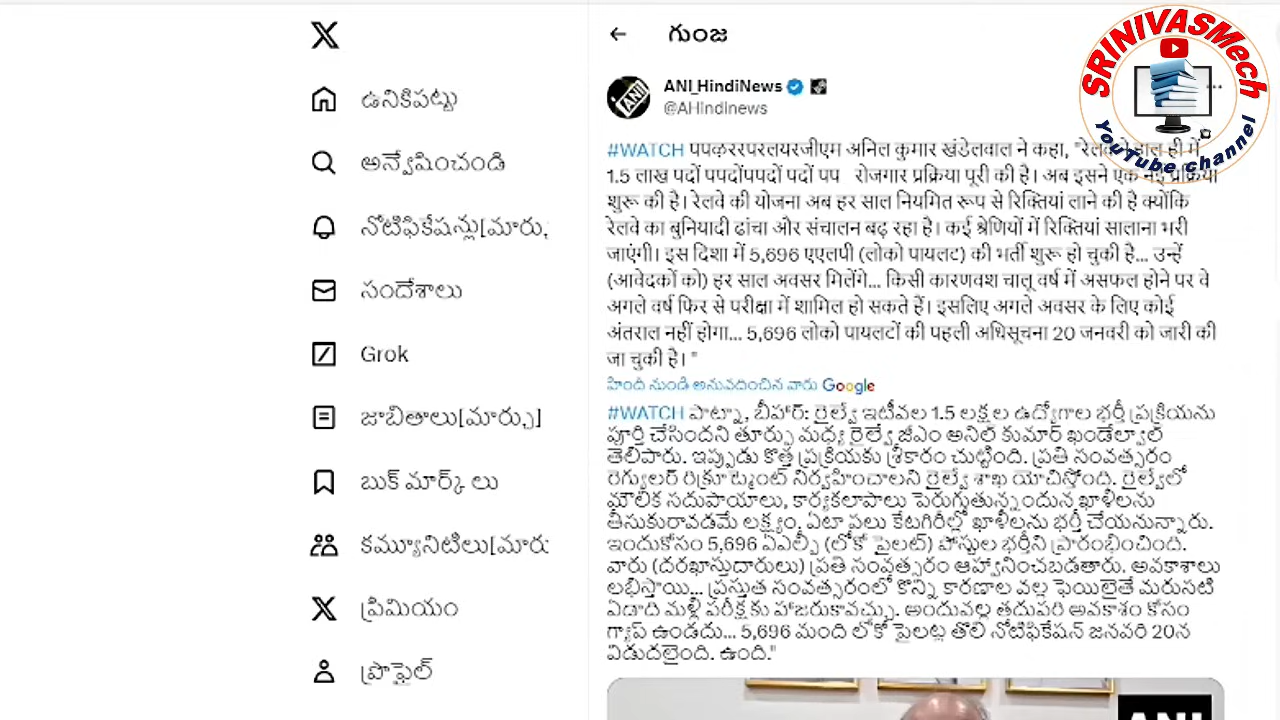 ఉనికిపట్టు
అన్వేషించండి
నోటిఫికేషన్లు[మారు,
సందేశాలు
Grok
జాబితాలు[మార్చు]
బుక్ మార్క్ లు
కమ్యూనిటీలు[మారు
ప్రీమియం
ప్రొఫైల్
గుంజ
ANI_HindiNews
@AHindinews
#WATCH పపళరరపరలయరజీఎమ अनिल कुमार खंडेलवाल ने कहा, "रेलवे ने हाल ही में
1.5 लाख पदों పపదోంపపదోం पदों పప रोजगार प्रक्रिया पूरी की है। अब इसने एक नई प्रक्रिया
शुरू की है। रेलवे की योजना अब हर साल नियमित रूप से रिक्तियां लाने की है क्योंकि
रेलवे का बुनियादी ढांचा और संचालन बढ़ रहा है। कई श्रेणियों में रिक्तियां सालाना भरी
जाएंगी। इस दिशा में 5,696 एएलपी (लोको पायलट) की भर्ती शुरू हो चुकी है... उन्हें
(आवेदकों को) हर साल अवसर मिलेंगे... किसी कारणवश चालू वर्ष में असफल होने पर वे
अगले वर्ष फिर से परीक्षा में शामिल हो सकते हैं। इसलिए अगले अवसर के लिए कोई
अंतराल नहीं होगा... 5,696 लोको पायलटों की पहली अधिसूचना 20 जनवरी को जारी की
जा चुकी है। "
హింది నుండి అనువదించిన వారు Google
#WATCH పాట్నా, బీహార్: రైల్వే ఇటీవల 1.5 లక్షల ఉద్యోగాల భర్తీ ప్రక్రియను
పూర్తి చేసిందని తూర్పు మధ్య రైల్వే జీఎం అనిల్ కుమార్ ఖండేల్వాల్
తెలిపారు. ఇప్పుడు కొత్త ప్రక్రియకు శ్రీకారం చుట్టింది. ప్రతి సంవత్సరం
రెగ్యులర్ రిక్రూట్మెంట్ నిర్వహించాలని రైల్వే శాఖ యోచిస్తోంది. రైల్వేలో
మౌలిక సదుపాయాలు, కార్యకలాపాలు పెరుగుతున్నందున ఖాళీలను
తీసుకురావడమే లక్ష్యం. ఏటా పలు కేటగిరీల్లో ఖాళీలను భర్తీ చేయనున్నారు.
ఇందుకోసం 5,696 ఏఎల్పీ (లోకో పైలట్) పోస్టుల భర్తీని ప్రారంభించింది.
వారు (దరఖాస్తుదారులు) ప్రతి సంవత్సరం ఆహ్వానించబడతారు. అవకాశాలు
లభిస్తాయి... ప్రస్తుత సంవత్సరంలో కొన్ని కారణాల వల్ల ఫెయిలైతే మరుసటి
ఏడాది మళ్లీ పరీక్షకు హాజరుకావచ్చు. అందువల్ల తదుపరి అవకాశం కోసం
గ్యాప్ ఉండదు... 5,696 మంది లోకో పైలట్ల తొలి నోటిఫికేషన్ జనవరి 20న
విడుదలైంది. ఉంది."
ANI
SRINIVASMech
YouTube channel